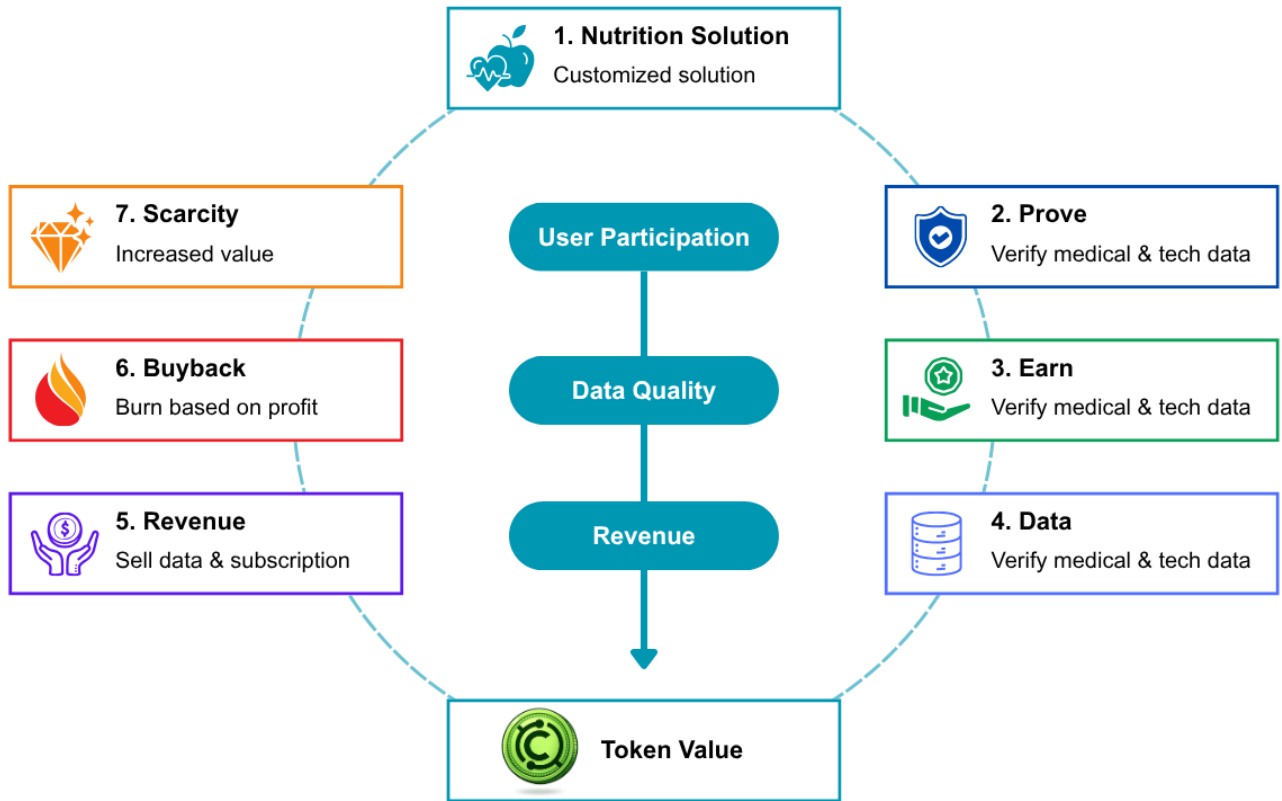 1. Nutrition Solution
Customized solution
7. Scarcity
Increased value
User Participation
2. Prove
Verify medical & tech data
6. Buyback
Burn based on profit
Data Quality
3. Earn
Verify medical & tech data
5. Revenue
Sell data & subscription
Revenue
4. Data
Verify medical & tech data
Token Value